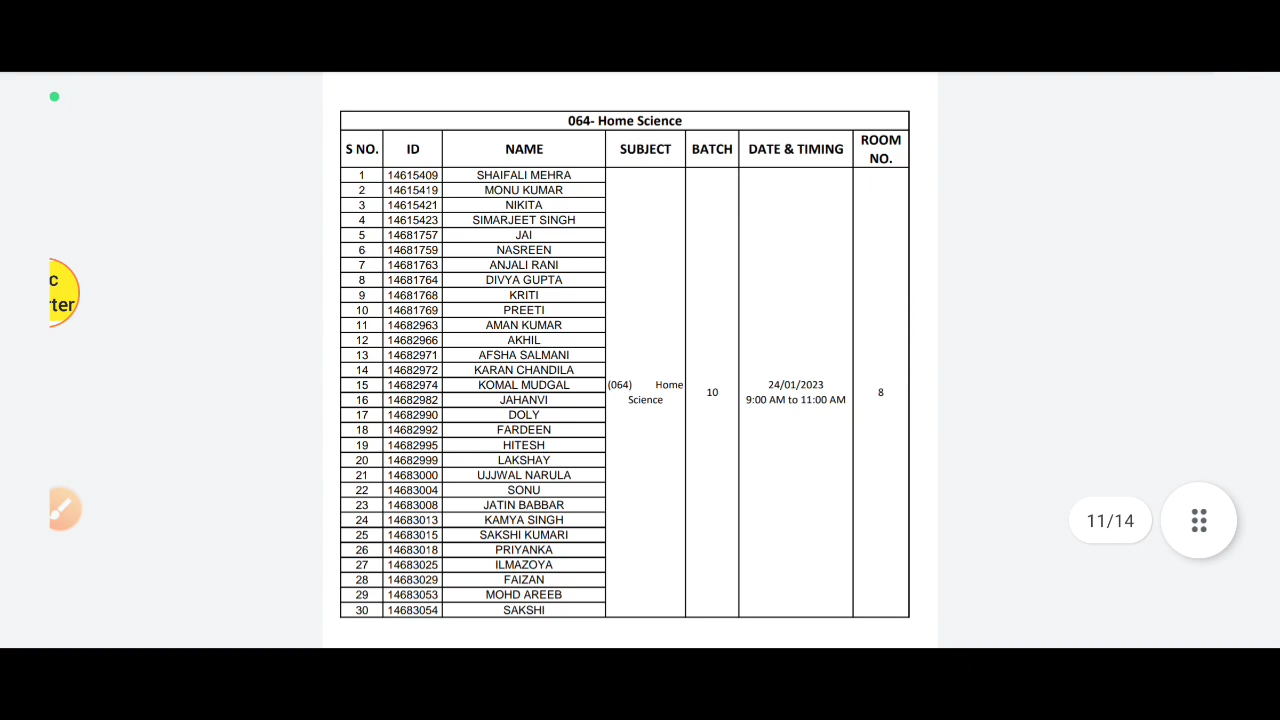 064- Home Science
S NO. ID NAME SUBJECT BATCH DATE & TIMING ROOM NO.
1 14615409 SHAIFALI MEHRA
2 14615419 MONU KUMAR
3 14615421 NIKITA
4 14615423 SIMARJEET SINGH
5 14681757 JAI
6 14681759 NASREEN
7 14681763 ANJALI RANI
8 14681764 DIVYA GUPTA
9 14681768 KRITI
10 14681769 PREETI
11 14682963 AMAN KUMAR
12 14682966 AKHIL
13 14682971 AFSHA SALMANI
14 14682972 KARAN CHANDILA
15 14682974 KOMAL MUDGAL
16 14682982 JAHANVI
17 14682990 DOLY
18 14682992 FARDEEN
19 14682995 HITESH
20 14682999 LAKSHAY
21 14683000 UJJWAL NARULA
22 14683004 SONU
23 14683008 JATIN BABBAR
24 14683013 KAMYA SINGH
25 14683015 SAKSHI KUMARI
26 14683018 PRIYANKA
27 14683025 ILMAZOYA
28 14683029 FAIZAN
29 14683053 MOHD AREEB
30 14683054 SAKSHI
(064) Home
Science
10
24/01/2023
9:00 AM to 11:00 AM
8
c
ter
11/14